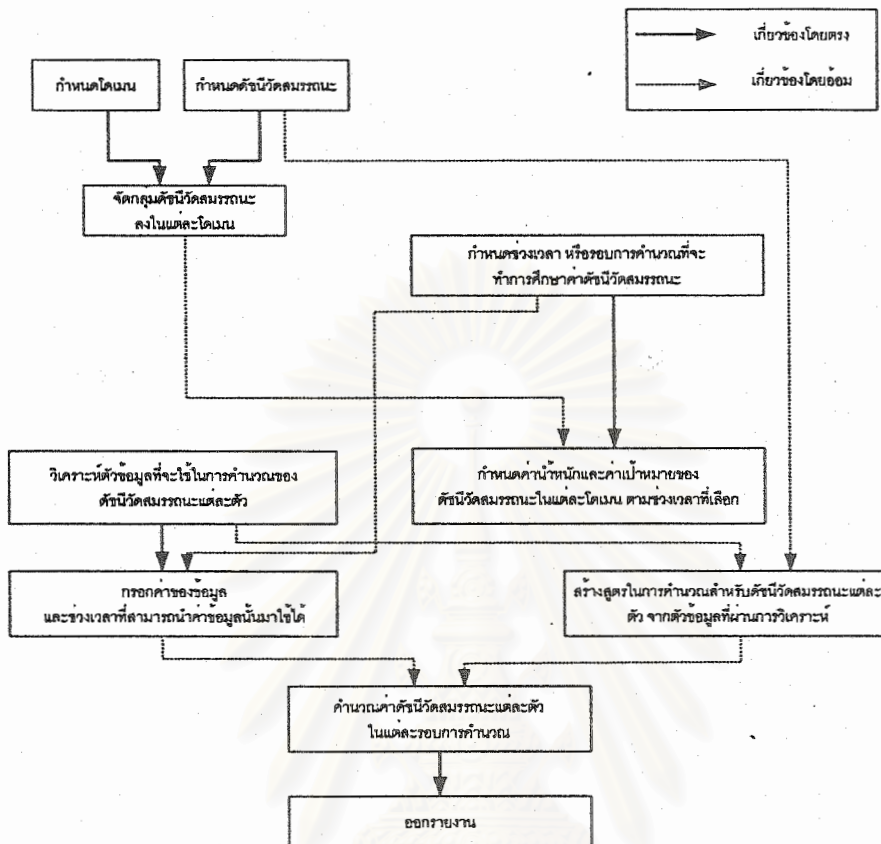 เกี่ยวข้องโดยตรง
เกี่ยวข้องโดยอ้อม
กำหนดโดเมน
กำหนดดัชนีวัดสมรรถนะ
จัดกลุ่มดัชนีวัดสมรรถนะ
ลงในแต่ละโดเมน
กำหนดช่วงเวลา หรือรอบการคำนวณที่จะ
ทำการศึกษาค่าดัชนีวัดสมรรถนะ
วิเคราะห์ตัวข้อมูลที่จะใช้ในการคำนวณของ
ดัชนีวัดสมรรถนะแต่ละตัว
กำหนดค่าน้ำหนักและค่าเป้าหมายของ
ดัชนีวัดสมรรถนะในแต่ละโดเมน ตามช่วงเวลาที่เลือก
กรอกค่าของข้อมูล
และช่วงเวลาที่สามารถนำค่าข้อมูลนั้นมาใช้ได้
สร้างสูตรในการคำนวณสำหรับดัชนีวัดสมรรถนะแต่ละ
ตัว จากตัวข้อมูลที่ผ่านการวิเคราะห์
คำนวณค่าดัชนีวัดสมรรถนะแต่ละตัว
ในแต่ละรอบการคำนวณ
ออกรายงาน